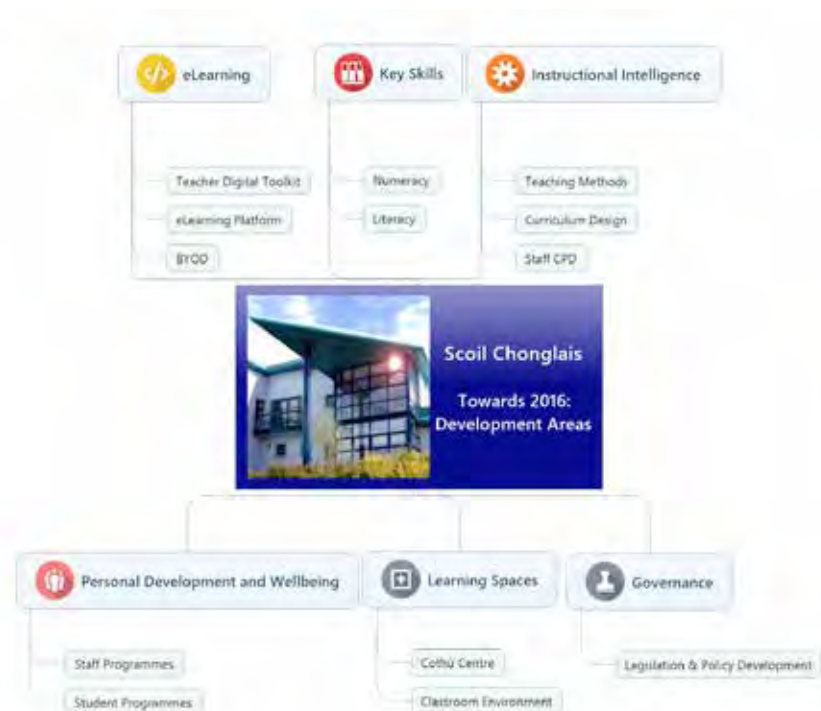 eLearning
Key Skills
Instructional Intelligence
Teacher Digital Toolkit
Numeracy
Teaching Methods
eLearning Platform
Literacy
Curriculum Design
BYOD
Staff CPD
Scoil Chonglais
Towards 2016:
Development Areas
Personal Development and Wellbeing
Learning Spaces
Governance
Staff Programmes
Cothú Centre
Legislation & Policy Development
Student Programmes
Classroom Environment